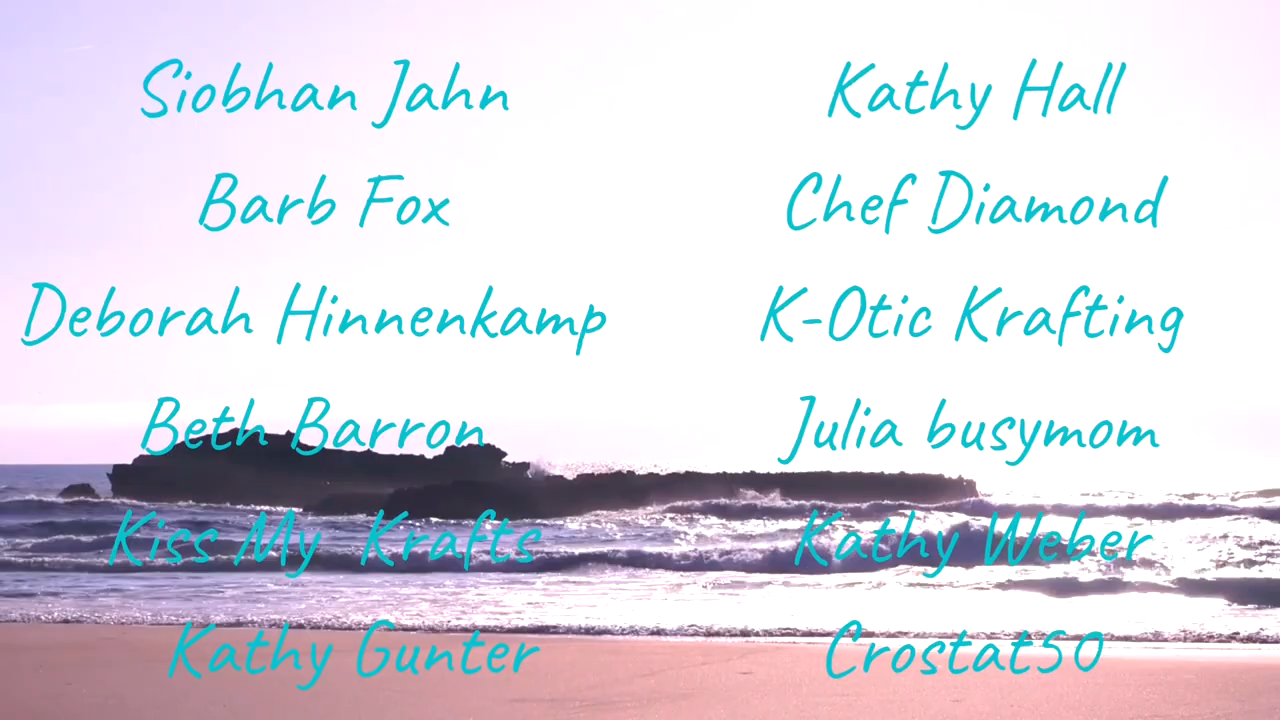 Siobhan Jahn
Barb Fox
Deborah Hinnenkamp
Beth Barron
Kiss My Krafts
Kathy Gunter
Kathy Hall
Chef Diamond
K-Otic Krafting
Julia busymom
Kathy Weber
Crostat50